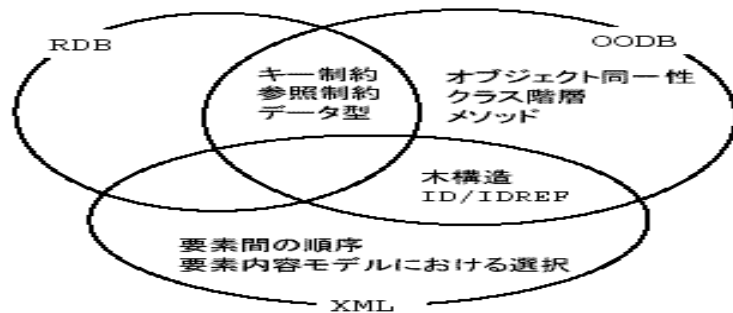 RDB
OODB
キー制約
参照制約
データ型
オブジェクト同一性
クラス階層
メソッド
木構造
ID/IDREF
要素間の順序
要素内容モデルにおける選択
XML